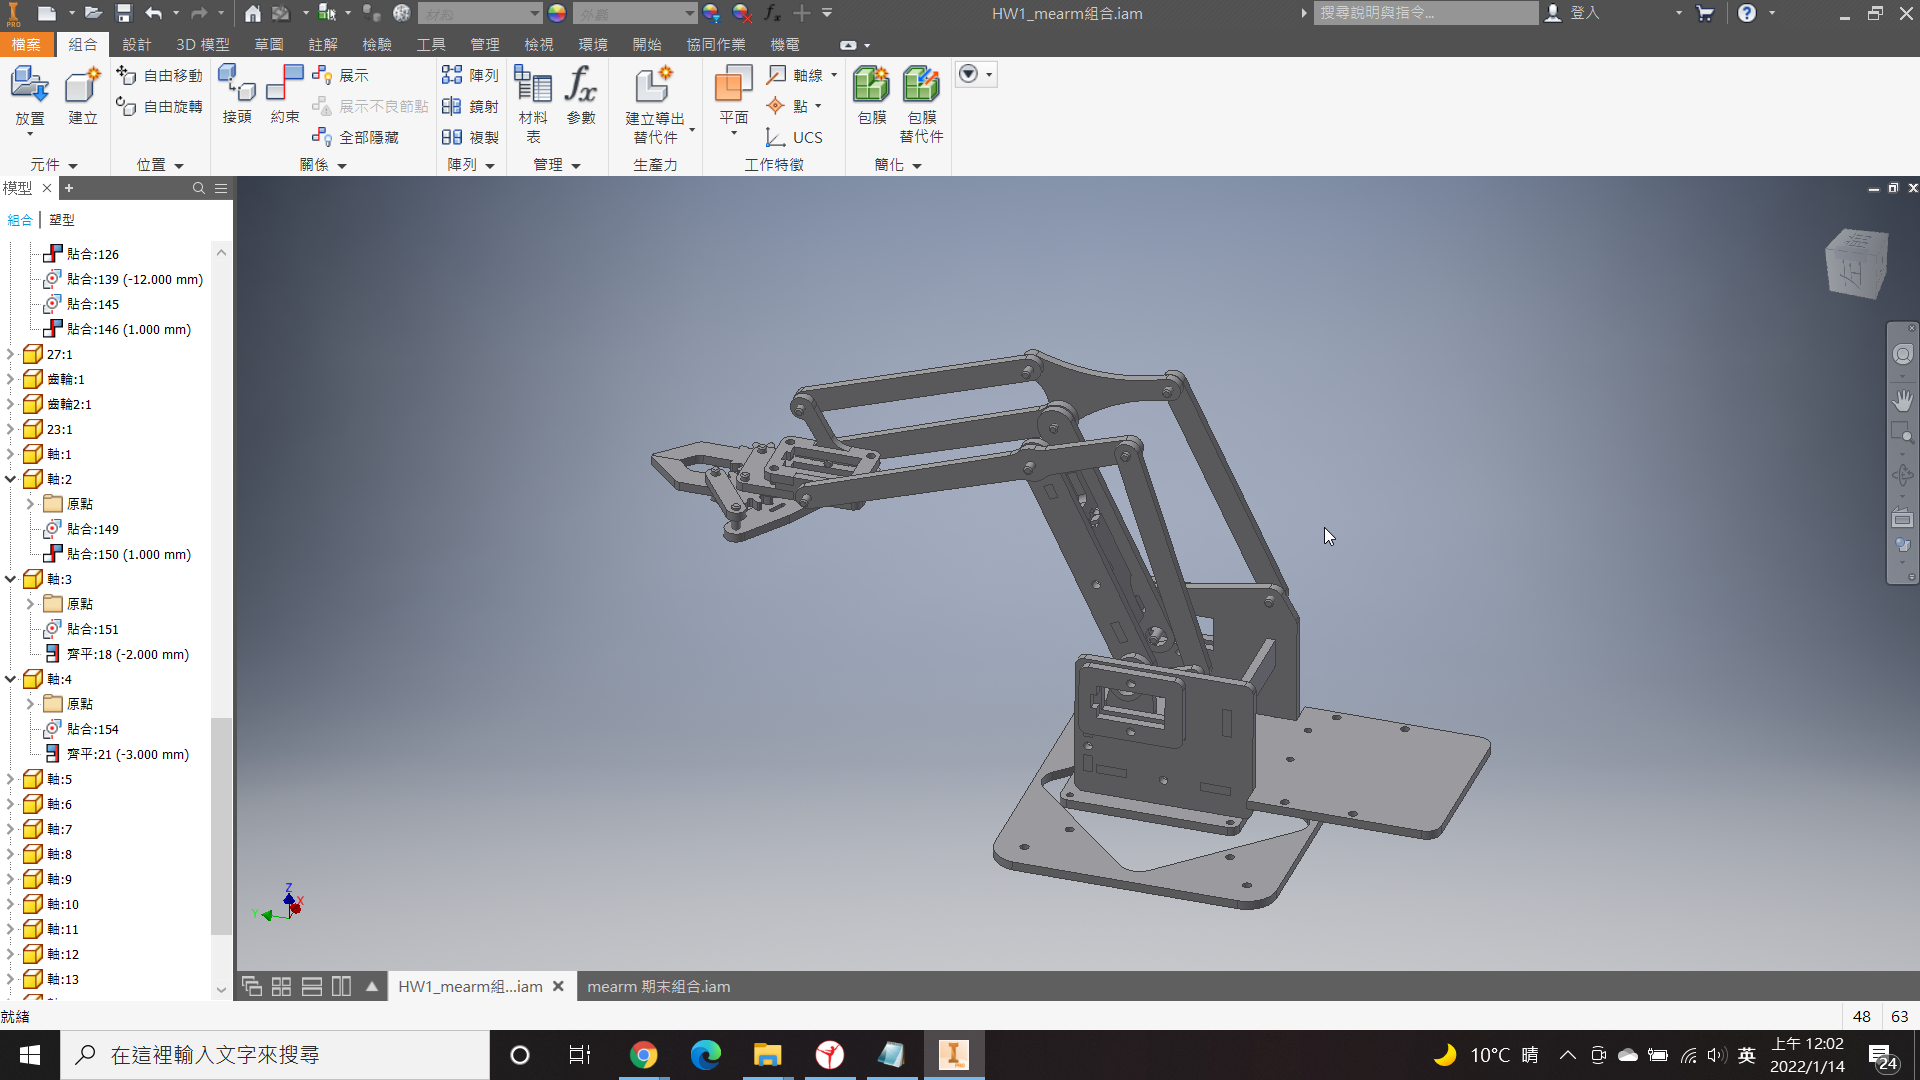 HW1_mearm組合.iam
搜尋說明與指令...
登入
檔案 組合 設計 3D 模型 草圖 註解 檢驗 工具 管理 檢視 環境 開始 協同作業 機電
材料 外觀
放置
建立
自由移動
自由旋轉
接頭
約束
展示
展示不良節點
全部隱藏
陣列
鏡射
複製
材料
表
參數
建立導出
替代件
平面
軸線
點
UCS
包膜
包膜
替代件
元件 位置 關係 陣列 管理 生產力 工作特徵 簡化
模型
組合 塑型
貼合:126
貼合:139 (-12.000 mm)
貼合:145
貼合:146 (1.000 mm)
27:1
齒輪:1
齒輪2:1
23:1
軸:1
軸:2
原點
貼合:149
貼合:150 (1.000 mm)
軸:3
原點
貼合:151
齊平:18 (-2.000 mm)
軸:4
原點
貼合:154
齊平:21 (-3.000 mm)
軸:5
軸:6
軸:7
軸:8
軸:9
軸:10
軸:11
軸:12
軸:13
Z
X
Y
HW1_mearm組...iam
mearm 期末組合.iam
就緒
48 63
在這裡輸入文字來搜尋
10°C 晴
英
上午 12:02
2022/1/14
24